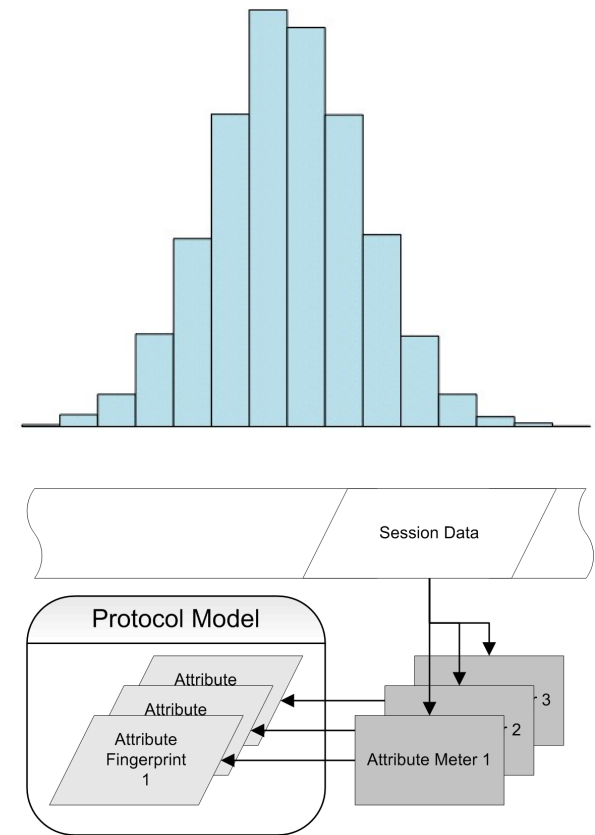 Session Data
Protocol Model
Attribute
Attribute
Attribute
Fingerprint
1
r 3
r 2
Attribute Meter 1